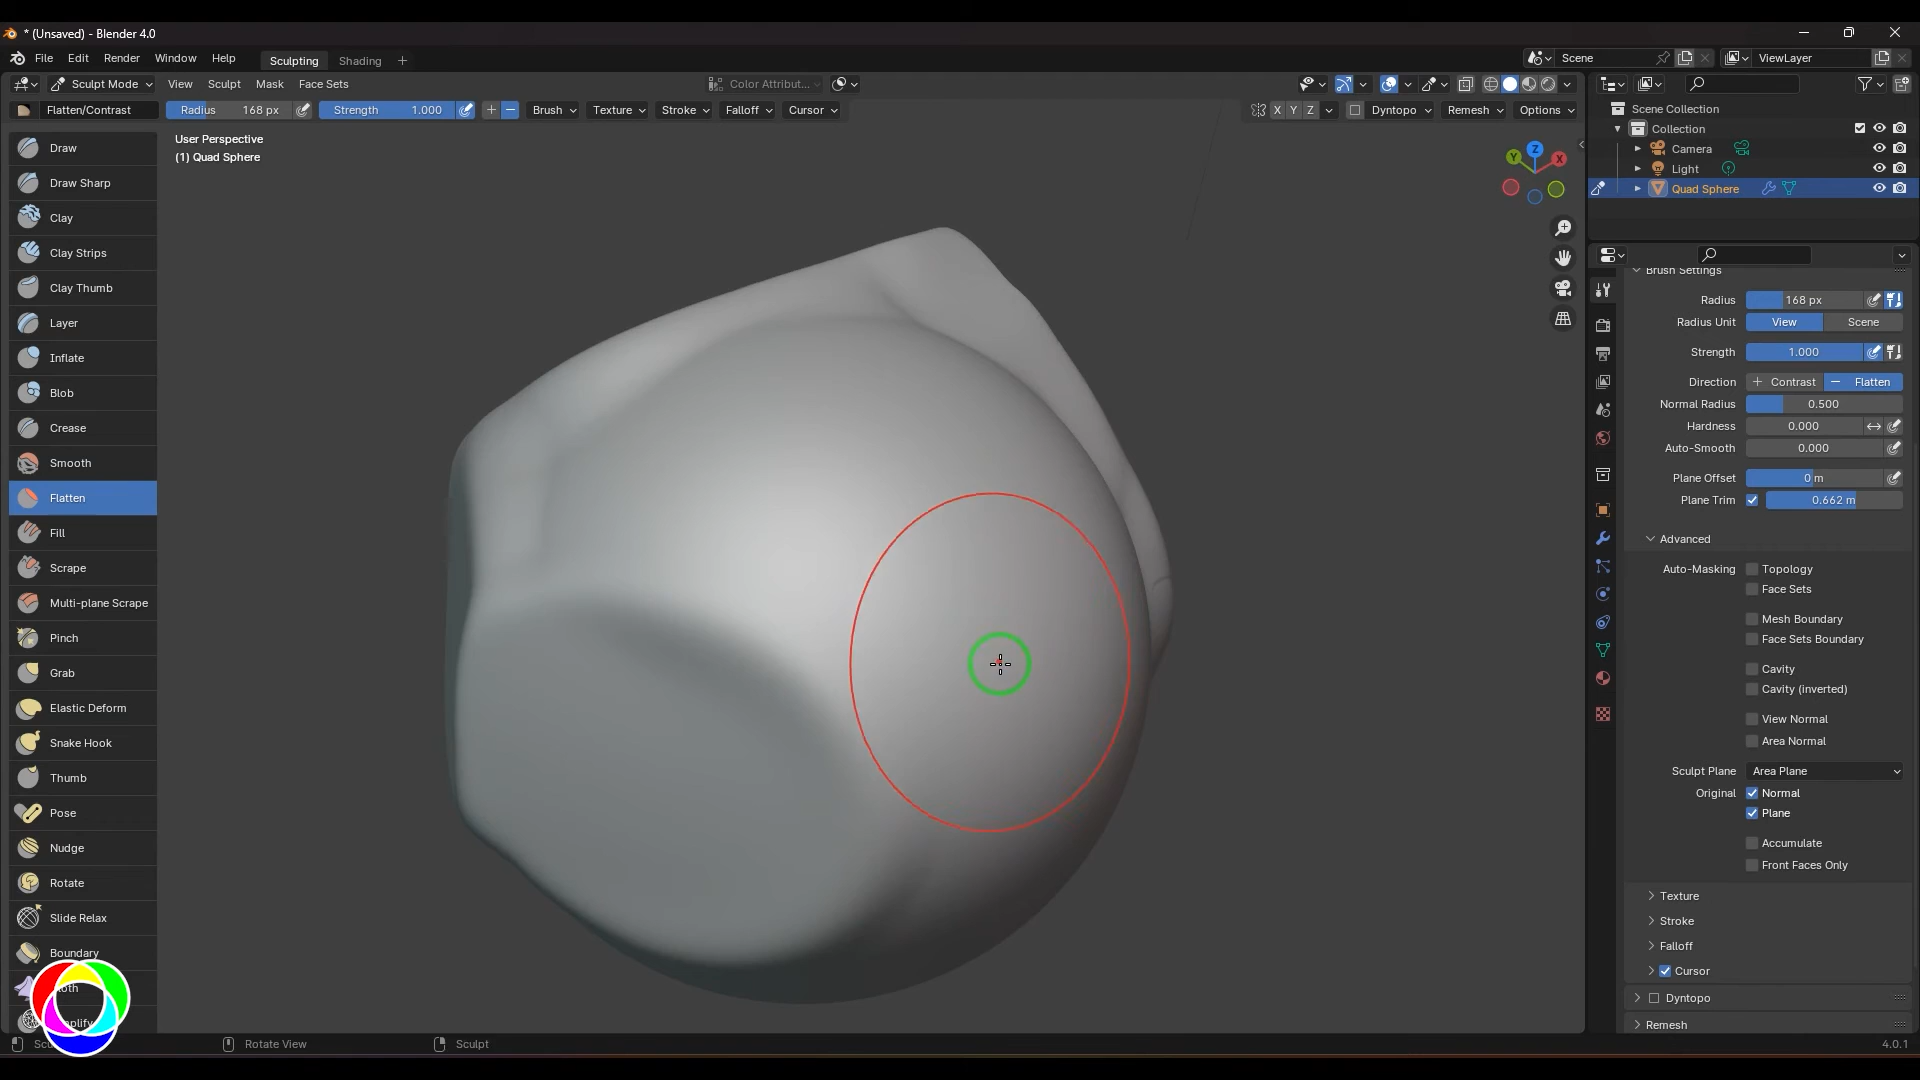 * (Unsaved) - Blender 4.0
File Edit Render Window Help Sculpting Shading + Scene ViewLayer
Sculpt Mode View Sculpt Mask Face Sets Color Attribut...
Flatten/Contrast Radius 168 px Strength 1.000 Brush Texture Stroke Falloff Cursor X Y Z Dyntopo Remesh Options
User Perspective
(1) Quad Sphere
Draw
Draw Sharp
Clay
Clay Strips
Clay Thumb
Layer
Inflate
Blob
Crease
Smooth
Flatten
Fill
Scrape
Multi-plane Scrape
Pinch
Grab
Elastic Deform
Snake Hook
Thumb
Pose
Nudge
Rotate
Slide Relax
Boundary
Z
Y
X
Scene Collection
Collection
Camera
Light
Quad Sphere
Brush Settings
Radius 168 px
Radius Unit View Scene
Strength 1.000
Direction + Contrast − Flatten
Normal Radius 0.500
Hardness 0.000
Auto-Smooth 0.000
Plane Offset 0 m
Plane Trim 0.662 m
Advanced
Auto-Masking Topology
Face Sets
Mesh Boundary
Face Sets Boundary
Cavity
Cavity (inverted)
View Normal
Area Normal
Sculpt Plane Area Plane
Original Normal
Plane
Accumulate
Front Faces Only
Texture
Stroke
Falloff
Cursor
Dyntopo
Remesh
Rotate View Sculpt 4.0.1